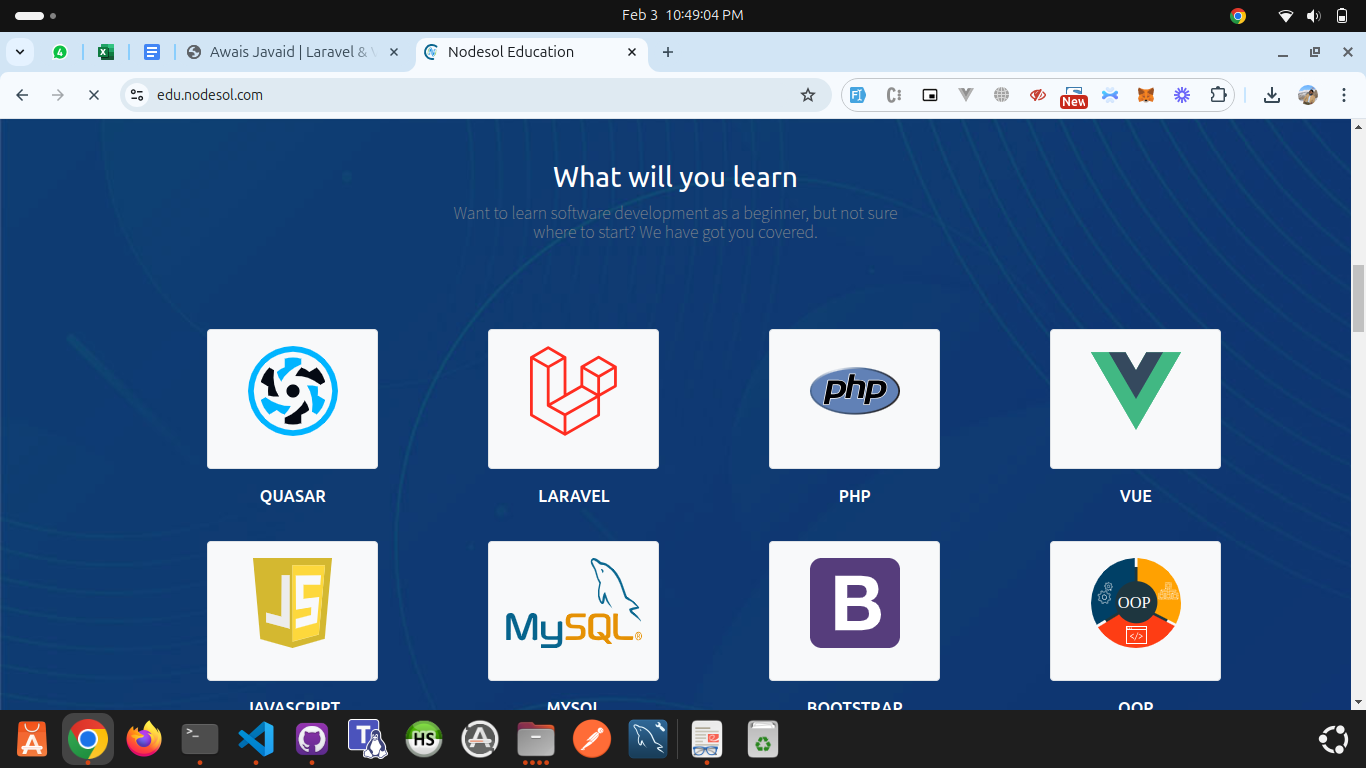 Feb 3 10:49:04 PM
4
Awais Javaid | Laravel &
Nodesol Education
edu.nodesol.com
New
What will you learn
Want to learn software development as a beginner, but not sure
where to start? We have got you covered.
php
QUASAR
LARAVEL
PHP
VUE
JS
MySQL®
B
OOP
</>
JAVASCRIPT
MYSQL
BOOTSTRAP
OOP
>_
T
HS
A